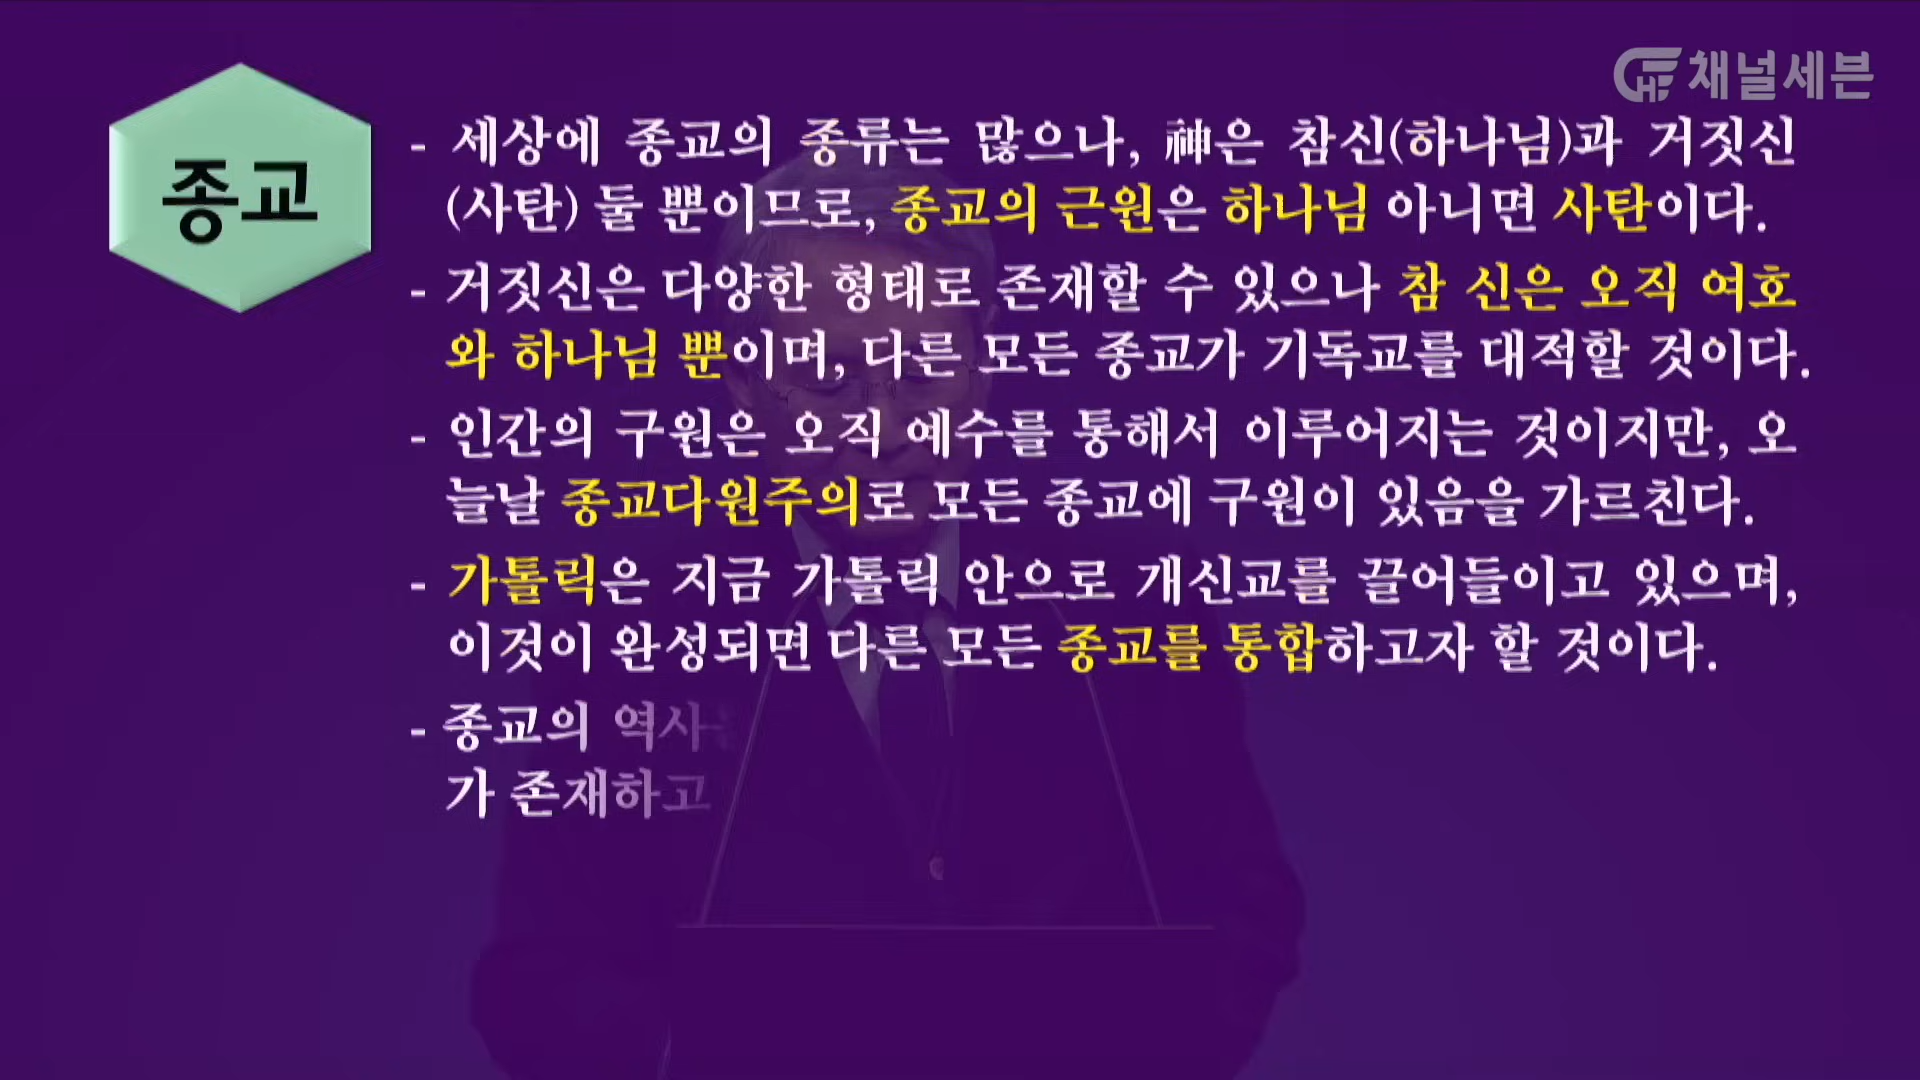 채널세븐
종교
- 세상에 종교의 종류는 많으나, 神은 참신(하나님)과 거짓신
(사탄) 둘 뿐이므로, 종교의 근원은 하나님 아니면 사탄이다.
- 거짓신은 다양한 형태로 존재할 수 있으나 참 신은 오직 여호
와 하나님 뿐이며, 다른 모든 종교가 기독교를 대적할 것이다.
- 인간의 구원은 오직 예수를 통해서 이루어지는 것이지만, 오
늘날 종교다원주의로 모든 종교에 구원이 있음을 가르친다.
- 가톨릭은 지금 가톨릭 안으로 개신교를 끌어들이고 있으며,
이것이 완성되면 다른 모든 종교를 통합하고자 할 것이다.
- 종교의 역사
가 존재하고